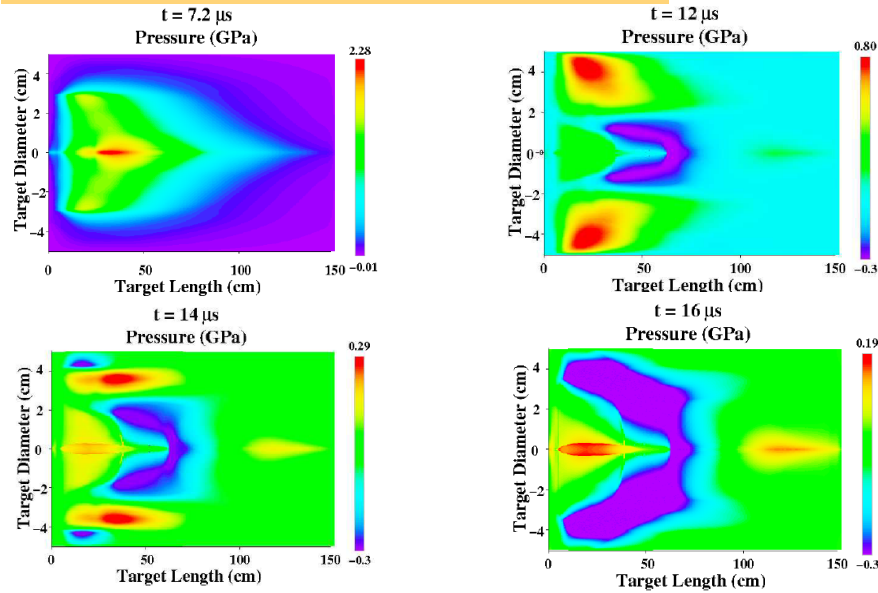 t = 7.2 µs
Pressure (GPa)
2.28
4
2
0
−2
−4
Target Diameter (cm)
0
50
100
150
−0.01
Target Length (cm)
t = 12 µs
Pressure (GPa)
0.80
4
2
0
−2
−4
Target Diameter (cm)
0
50
100
150
−0.3
Target Length (cm)
t = 14 µs
Pressure (GPa)
0.29
4
2
0
−2
−4
Target Diameter (cm)
0
50
100
150
−0.3
Target Length (cm)
t = 16 µs
Pressure (GPa)
0.19
4
2
0
−2
−4
Target Diameter (cm)
0
50
100
150
−0.3
Target Length (cm)